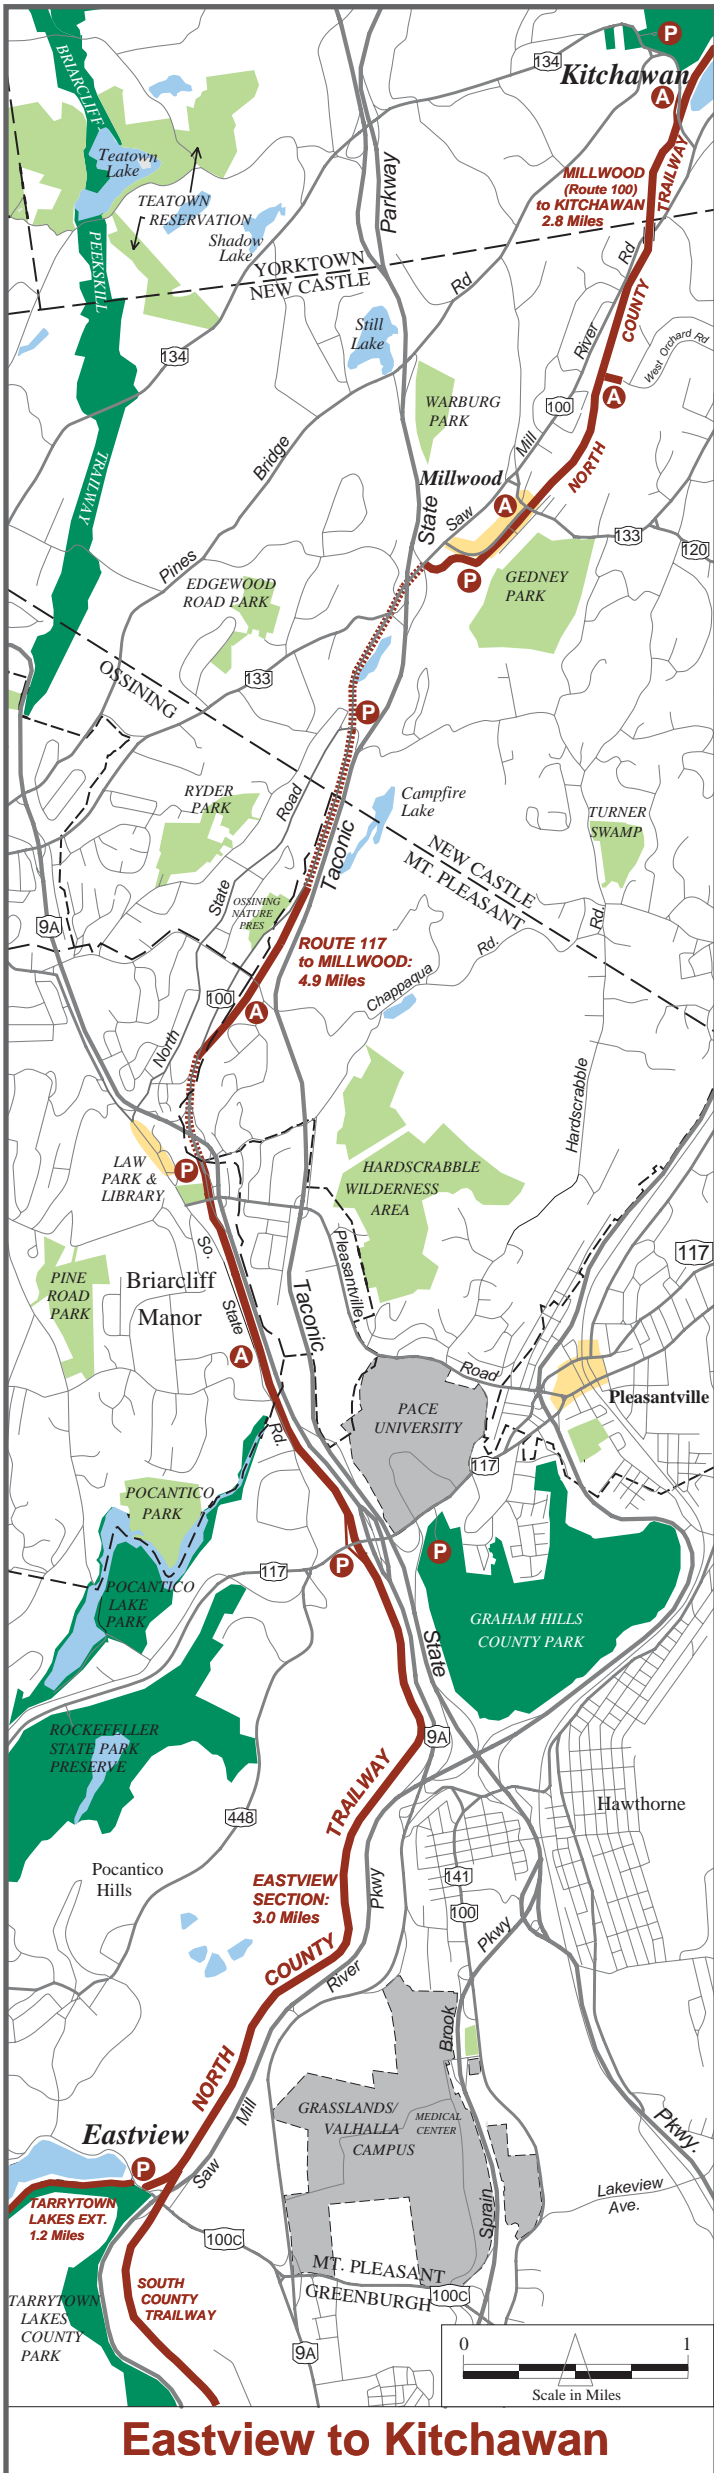 P
134
Kitchawan
A
BRIARCLIFF
Teatown
Lake
TEATOWN
RESERVATION
Shadow
Lake
MILLWOOD
(Route 100)
to KITCHAWAN
2.8 Miles
TRAILWAY
Parkway
PEEKSKILL
YORKTOWN
NEW CASTLE
Rd
Rd
COUNTY
Still
Lake
River
West Orchard Rd
134
A
WARBURG
PARK
100
Bridge
Mill
NORTH
TRAILWAY
Millwood
State
Saw
A
133
120
Pines
P
GEDNEY
PARK
EDGEWOOD
ROAD PARK
OSSINING
133
P
RYDER
PARK
Road
Campfire
Lake
TURNER
SWAMP
Taconic
NEW CASTLE
MT. PLEASANT
State
OSSINING
NATURE
PRES
9A
Rd.
ROUTE 117
to MILLWOOD:
4.9 Miles
Rd.
Chappaqua
100
A
North
Hardscrabble
LAW
PARK &
LIBRARY
P
HARDSCRABBLE
WILDERNESS
AREA
So.
Pleasantville
117
PINE
ROAD
PARK
Briarcliff
Manor
State
Taconic
A
Road
Pleasantville
PACE
UNIVERSITY
Rd.
117
POCANTICO
PARK
P
P
117
POCANTICO
LAKE
PARK
GRAHAM HILLS
COUNTY PARK
State
ROCKEFELLER
STATE PARK
PRESERVE
9A
TRAILWAY
448
Hawthorne
Pocantico
Hills
EASTVIEW
SECTION:
3.0 Miles
Pkwy
141
100
Pkwy
COUNTY
River
NORTH
Brook
GRASSLANDS/
VALHALLA
CAMPUS
MEDICAL
CENTER
Mill
Eastview
Pkwy.
P
Saw
Lakeview
Ave.
TARRYTOWN
LAKES EXT.
1.2 Miles
Sprain
100C
MT. PLEASANT
GREENBURGH
100C
SOUTH
COUNTY
TRAILWAY
TARRYTOWN
LAKES
COUNTY
PARK
9A
0 1
Scale in Miles
Eastview to Kitchawan